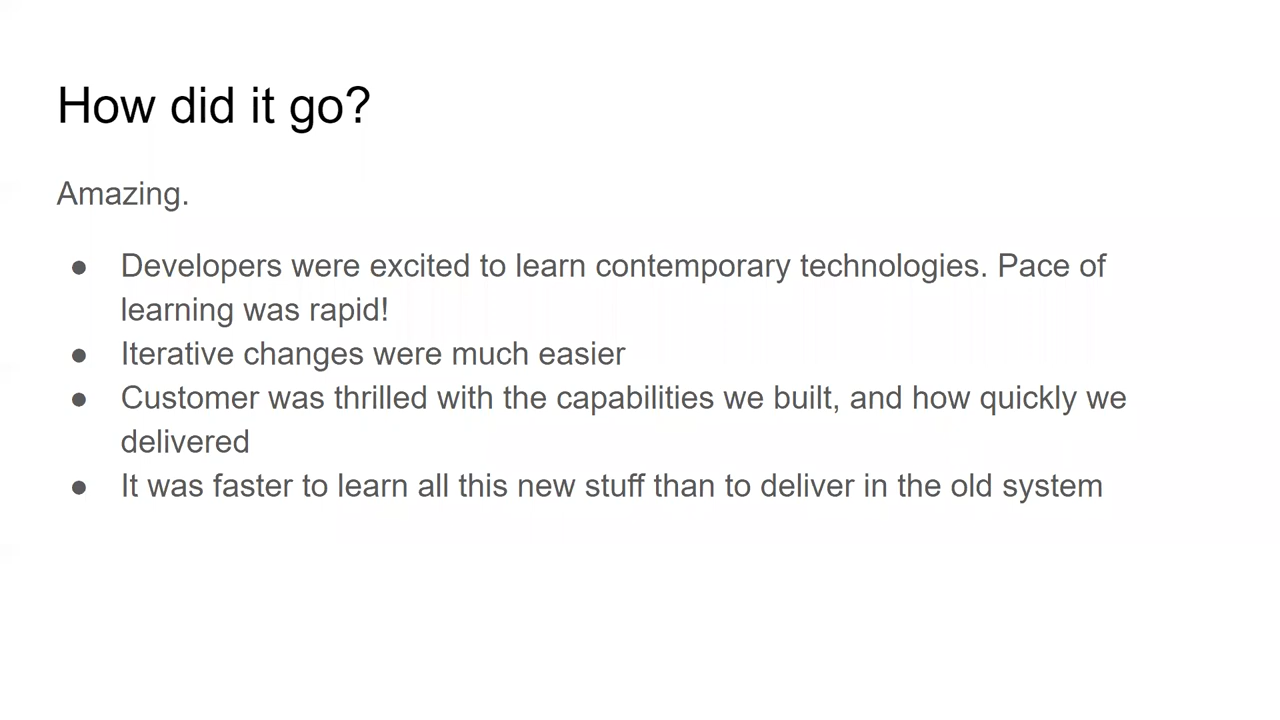 How did it go?
Amazing.
● Developers were excited to learn contemporary technologies. Pace of
learning was rapid!
● Iterative changes were much easier
● Customer was thrilled with the capabilities we built, and how quickly we
delivered
● It was faster to learn all this new stuff than to deliver in the old system